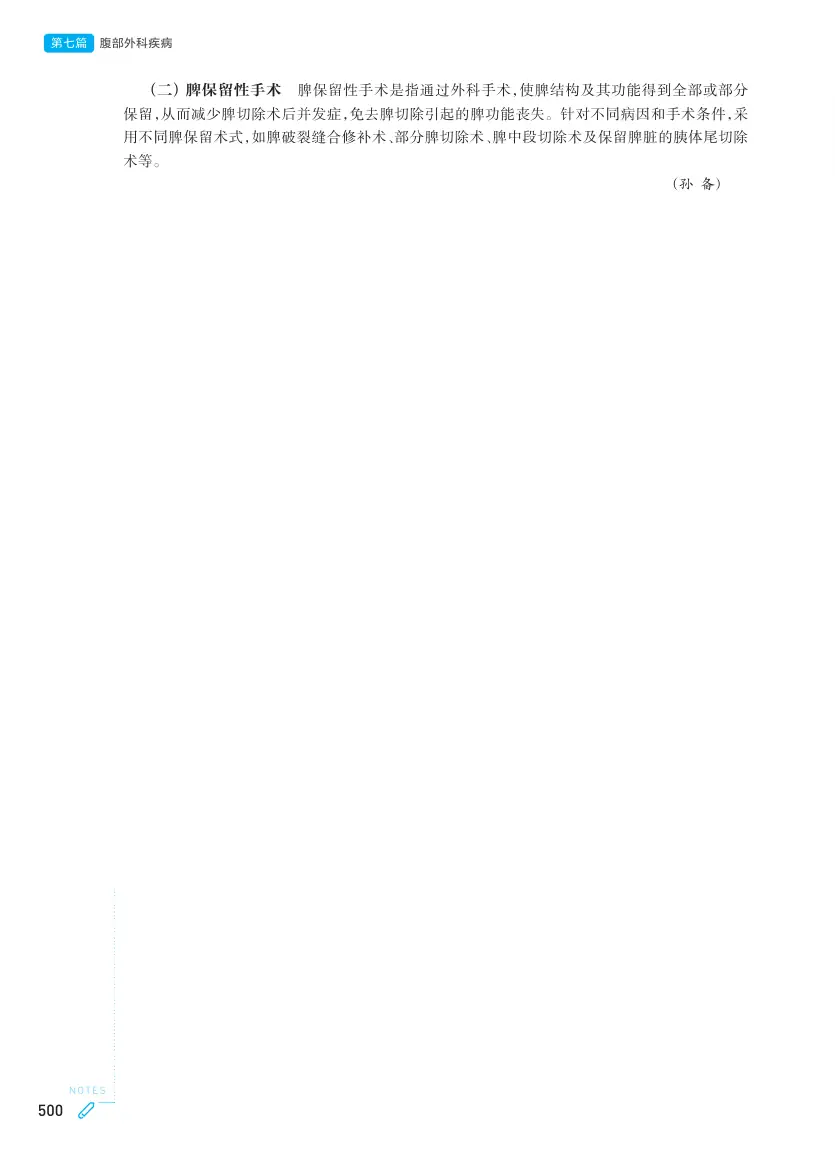 第七篇 腹部外科疾病
（二）脾保留性手术 脾保留性手术是指通过外科手术,使脾结构及其功能得到全部或部分
保留,从而减少脾切除术后并发症,免去脾切除引起的脾功能丧失。针对不同病因和手术条件,采
用不同脾保留术式,如脾破裂缝合修补术、部分脾切除术、脾中段切除术及保留脾脏的胰体尾切除
术等。
（孙 备）
NOTES
500